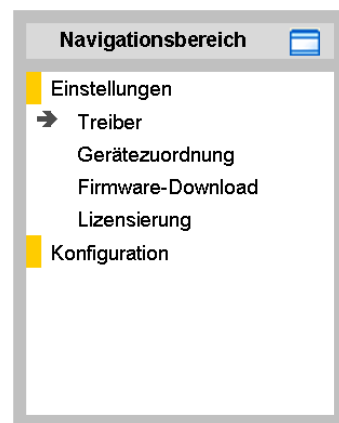 Navigationsbereich
Einstellungen
Treiber
Gerätezuordnung
Firmware-Download
Lizensierung
Konfiguration